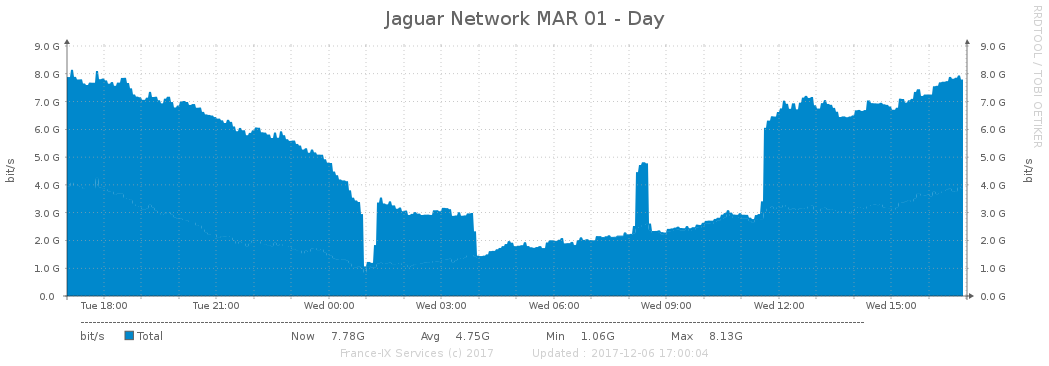 Jaguar Network MAR 01 - Day
RRDTOOL / TOBI OETIKER
bit/s
9.0 G
8.0 G
7.0 G
6.0 G
5.0 G
4.0 G
3.0 G
2.0 G
1.0 G
0.0
9.0 G
8.0 G
7.0 G
6.0 G
5.0 G
4.0 G
3.0 G
2.0 G
1.0 G
0.0 G
bit/s
Tue 18:00 Tue 21:00 Wed 00:00 Wed 03:00 Wed 06:00 Wed 09:00 Wed 12:00 Wed 15:00
bit/s Total Now 7.78G Avg 4.75G Min 1.06G Max 8.13G
France-IX Services (c) 2017 Updated : 2017-12-06 17:00:04